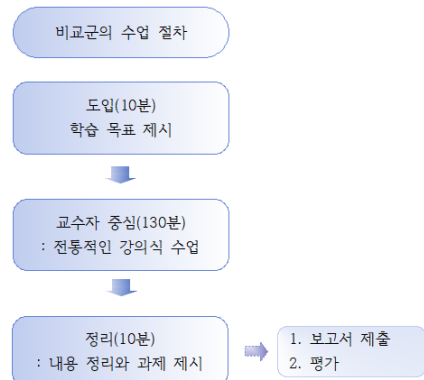 비교군의 수업 절차
도입(10분)
학습 목표 제시
교수자 중심(130분)
: 전통적인 강의식 수업
정리(10분)
: 내용 정리와 과제 제시
1. 보고서 제출
2. 평가